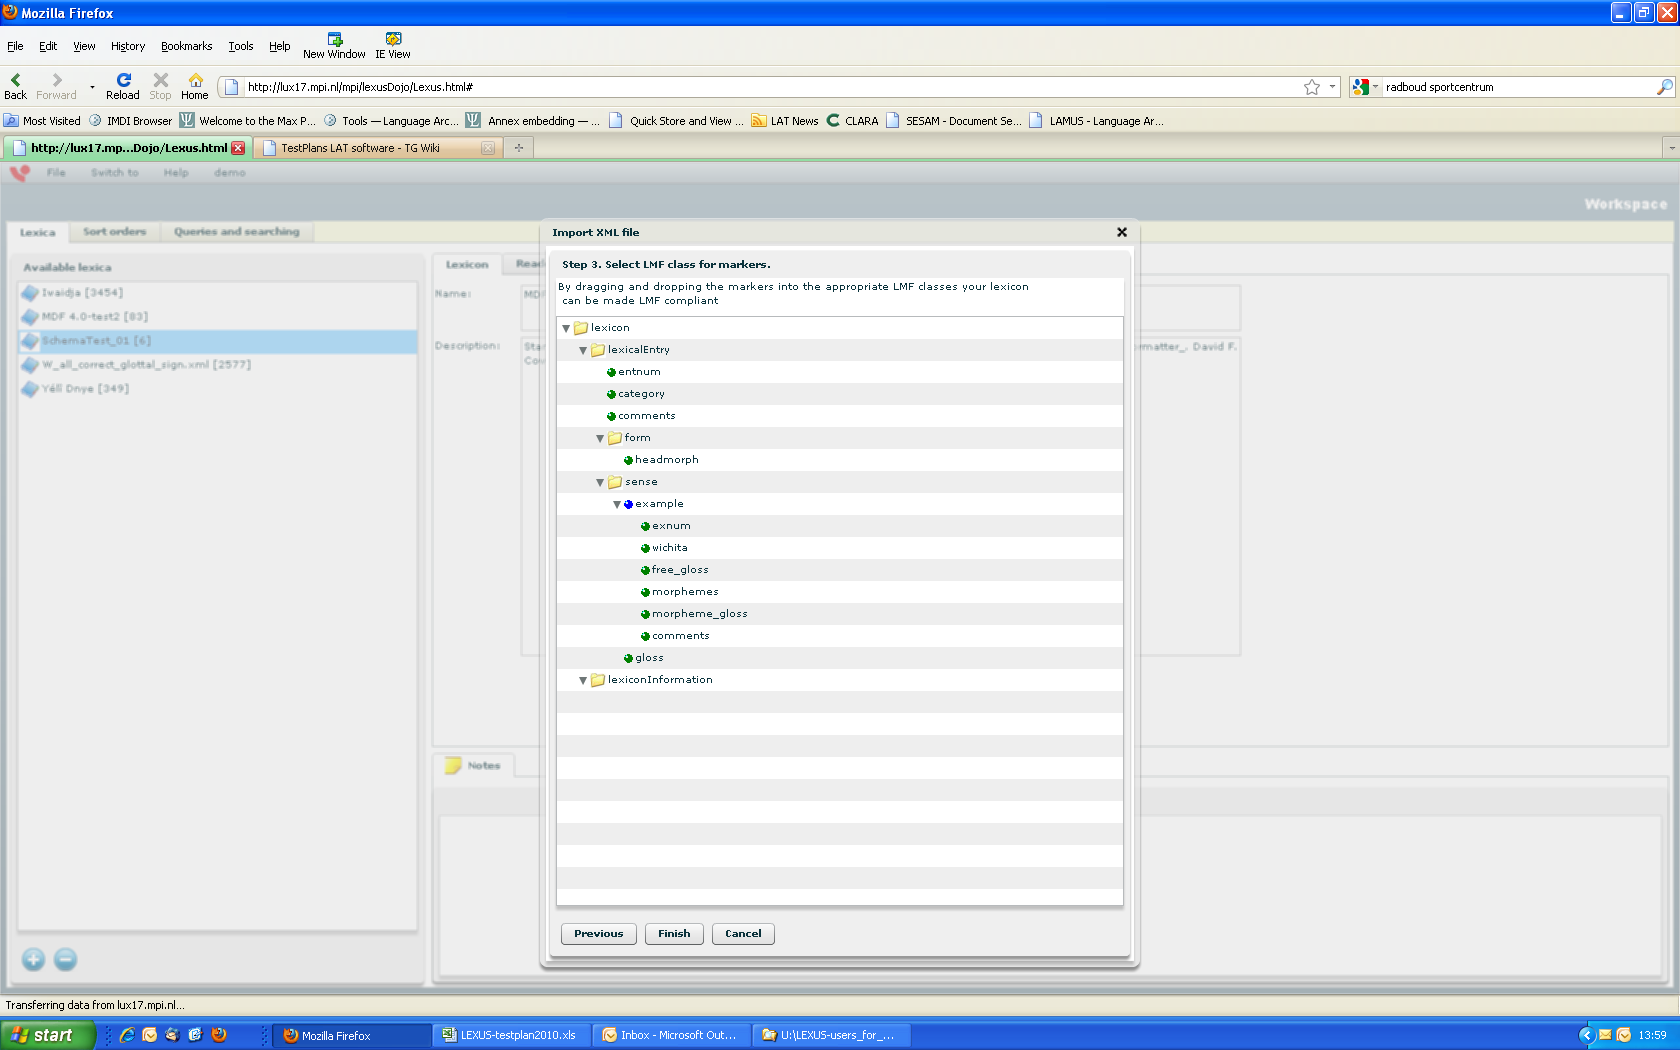 Mozilla Firefox
File Edit View History Bookmarks Tools Help New Window IE View
Back Forward Reload Stop Home http://lux17.mpi.nl/mpi/lexusDojo/Lexus.html# radboud sportcentrum
Most Visited IMDI Browser Welcome to the Max P... Tools — Language Arc... Annex embedding — ... Quick Store and View ... LAT News CLARA SESAM - Document Se... LAMUS - Language Ar...
http://lux17.mp...Dojo/Lexus.html TestPlans LAT software - TG Wiki
File Switch to Help demo
Workspace
Lexica Sort orders Queries and searching
Available lexica
Iwaidja [3454]
MDF 4.0-test2 [83]
SchemaTest_01 [6]
W_all_correct_glottal_sign.xml [2577]
Yélî Dnye [349]
Lexicon
Name:
Description:
ormatter_. David F.
Import XML file
Step 3. Select LMF class for markers.
By dragging and dropping the markers into the appropriate LMF classes your lexicon
can be made LMF compliant
lexicon
lexicalEntry
entnum
category
comments
form
headmorph
sense
example
exnum
wichita
free_gloss
morphemes
morpheme_gloss
comments
gloss
lexiconInformation
Previous Finish Cancel
Notes
Transferring data from lux17.mpi.nl...
start Mozilla Firefox LEXUS-testplan2010.xls Inbox - Microsoft Out... U:\LEXUS-users_for_... 13:59